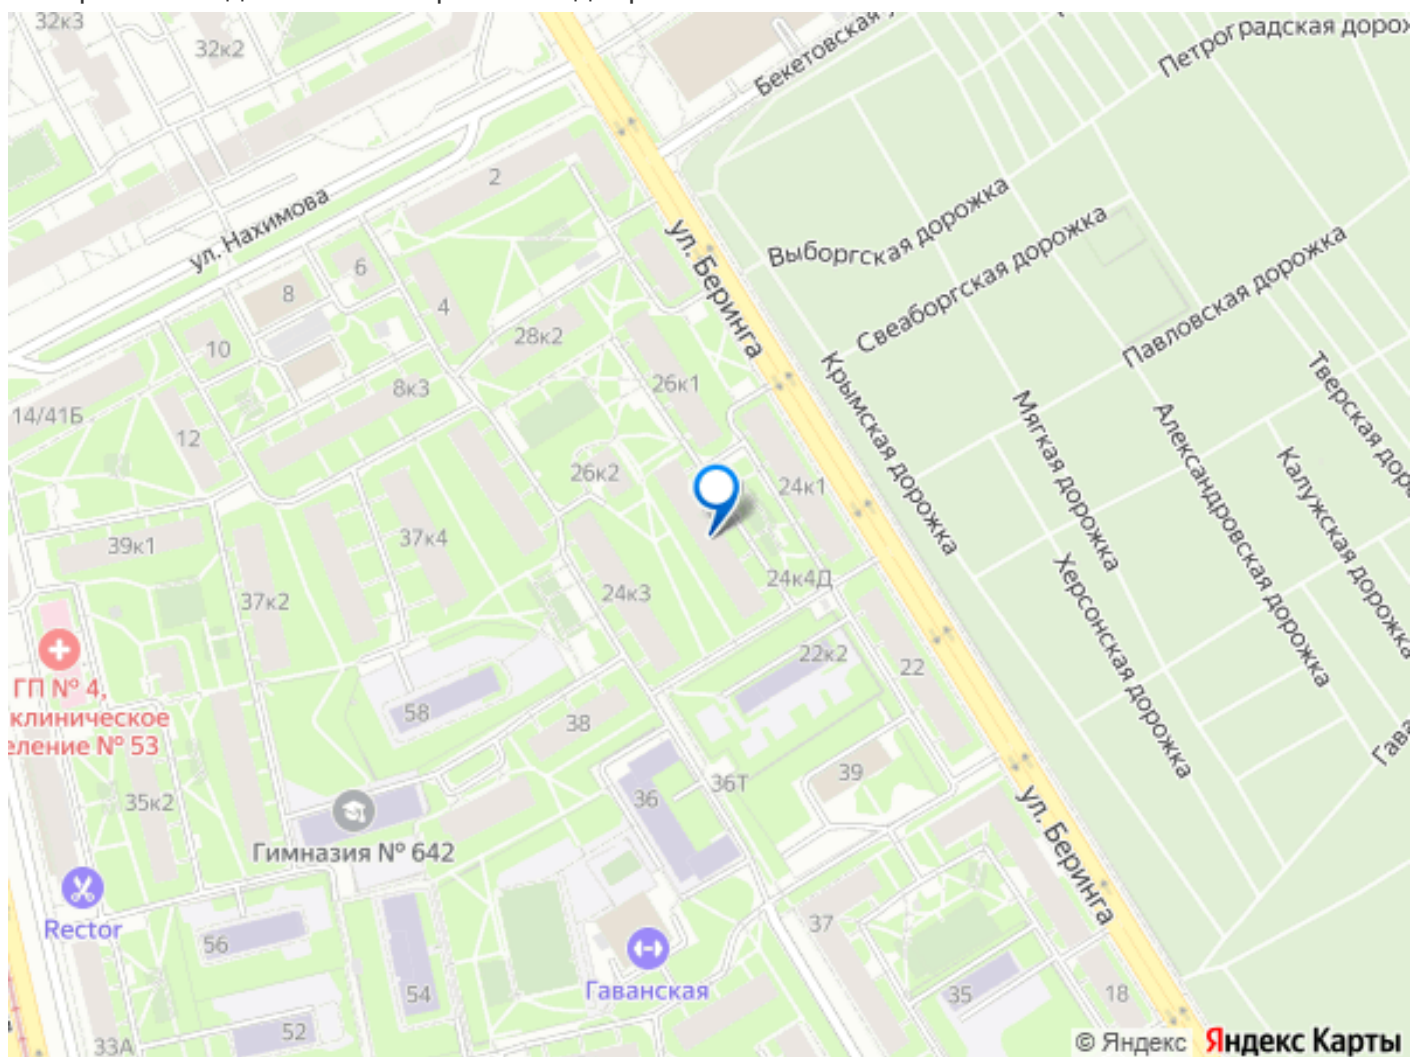 32к3
32к2
Бекетовская у
Петроградская дорож
ул. Нахимова
2
ул. Беринга
Выборгская дорожка
Свеаборгская дорожка
Павловская дорожка
6
8
4
10
28к2
26к1
8к3
14/41Б
12
Крымская дорожка
Мягкая дорожка
Александровская дорожка
Тверская доро
Калужская дорожка
Херсонская дорожка
26к2
24к1
39к1
37к4
37к2
24к3
24к4Д
22к2
22
ГП № 4,
клиническое
еление № 53
58
38
39
36Т
36
35к2
Гимназия № 642
ул. Беринга
Гава
Rector
56
54
52
33А
Гаванская
37
35
18
© Яндекс Яндекс Карты